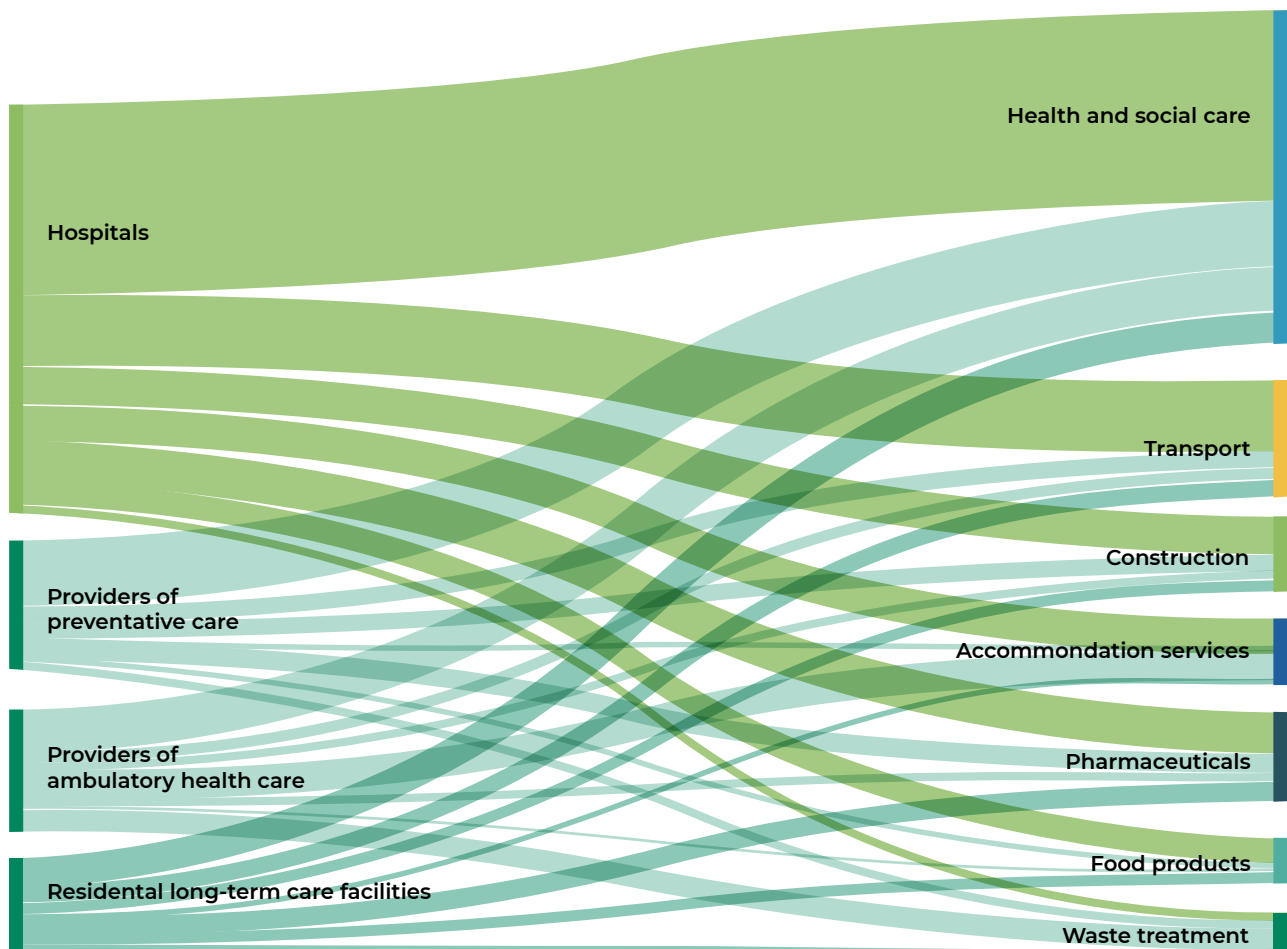 Hospitals
Providers of
preventative care
Providers of
ambulatory health care
Residental long-term care facilities
Health and social care
Transport
Construction
Accommondation services
Pharmaceuticals
Food products
Waste treatment